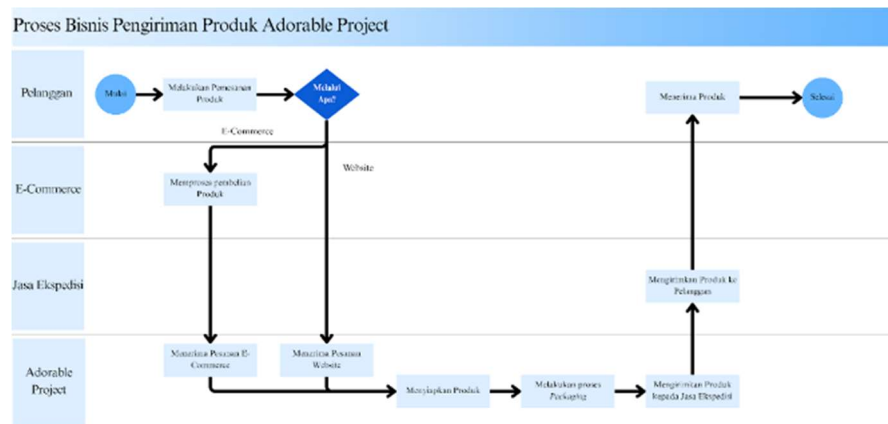 Proses Bisnis Pengiriman Produk Adorable Project
Pelanggan
Mulai
Melakukan Pemesanan
Produk
Melalui
Apa?
Menerima Produk
Selesai
E-Commerce
Website
E-Commerce
Memproses pembelian
Produk
Jasa Ekspedisi
Mengirimkan Produk ke
Pelanggan
Adorable
Project
Menerima Pesanan E-
Commerce
Menerima Pesanan
Website
Menyiapkan Produk
Melakukan proses
Packaging
Mengirimkan Produk
kepada Jasa Ekspedisi